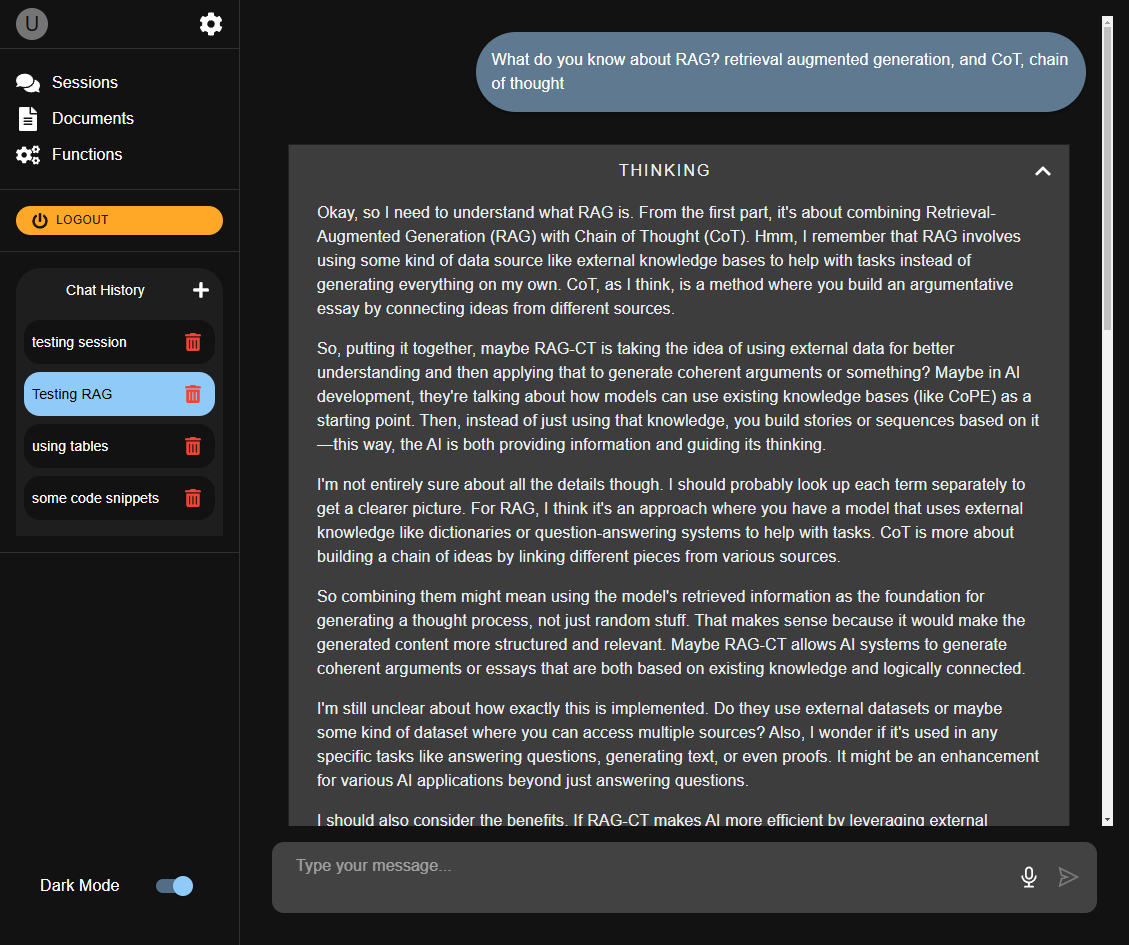 U
Sessions
Documents
Functions
LOGOUT
Chat History
testing session
Testing RAG
using tables
some code snippets
Dark Mode
What do you know about RAG? retrieval augmented generation, and CoT, chain
of thought
THINKING
Okay, so I need to understand what RAG is. From the first part, it's about combining Retrieval-
Augmented Generation (RAG) with Chain of Thought (CoT). Hmm, I remember that RAG involves
using some kind of data source like external knowledge bases to help with tasks instead of
generating everything on my own. CoT, as I think, is a method where you build an argumentative
essay by connecting ideas from different sources.
So, putting it together, maybe RAG-CT is taking the idea of using external data for better
understanding and then applying that to generate coherent arguments or something? Maybe in AI
development, they're talking about how models can use existing knowledge bases (like CoPE) as a
starting point. Then, instead of just using that knowledge, you build stories or sequences based on it
—this way, the AI is both providing information and guiding its thinking.
I'm not entirely sure about all the details though. I should probably look up each term separately to
get a clearer picture. For RAG, I think it's an approach where you have a model that uses external
knowledge like dictionaries or question-answering systems to help with tasks. CoT is more about
building a chain of ideas by linking different pieces from various sources.
So combining them might mean using the model's retrieved information as the foundation for
generating a thought process, not just random stuff. That makes sense because it would make the
generated content more structured and relevant. Maybe RAG-CT allows AI systems to generate
coherent arguments or essays that are both based on existing knowledge and logically connected.
I'm still unclear about how exactly this is implemented. Do they use external datasets or maybe
some kind of dataset where you can access multiple sources? Also, I wonder if it's used in any
specific tasks like answering questions, generating text, or even proofs. It might be an enhancement
for various AI applications beyond just answering questions.
I should also consider the benefits. If RAG-CT makes AI more efficient by leveraging external
Type your message...